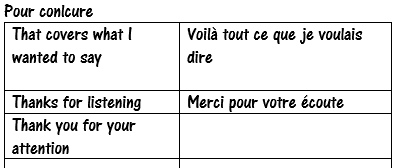 Pour conlcure
That covers what I
wanted to say
Voilà tout ce que je voulais
dire
Thanks for listening
Merci pour votre écoute
Thank you for your
attention